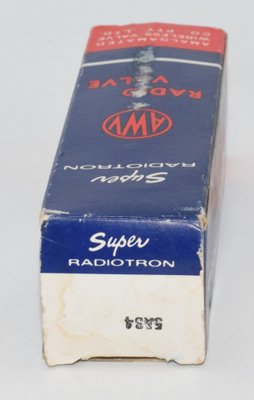 AMALGAMATED
WIRELESS VALVE
CO PTY LTD
RADIO
VALVE
AWV
Super
RADIOTRON
Super
RADIOTRON
5AS4